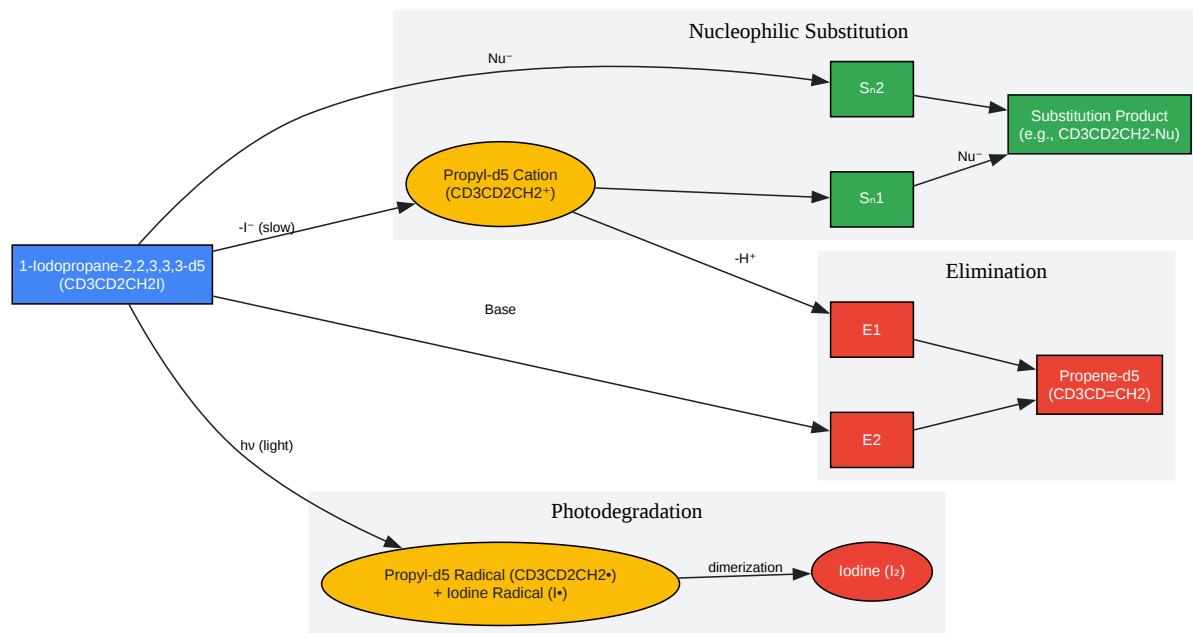 Nucleophilic Substitution
Nu⁻
Sₙ2
Substitution Product
(e.g., CD3CD2CH2-Nu)
Propyl-d5 Cation
(CD3CD2CH2⁺)
Nu⁻
Sₙ1
-I⁻ (slow)
1-Iodopropane-2,2,3,3,3-d5
(CD3CD2CH2I)
-H⁺
Elimination
Base
E1
Propene-d5
(CD3CD=CH2)
E2
hν (light)
Photodegradation
Propyl-d5 Radical (CD3CD2CH2•)
+ Iodine Radical (I•)
dimerization
Iodine (I₂)